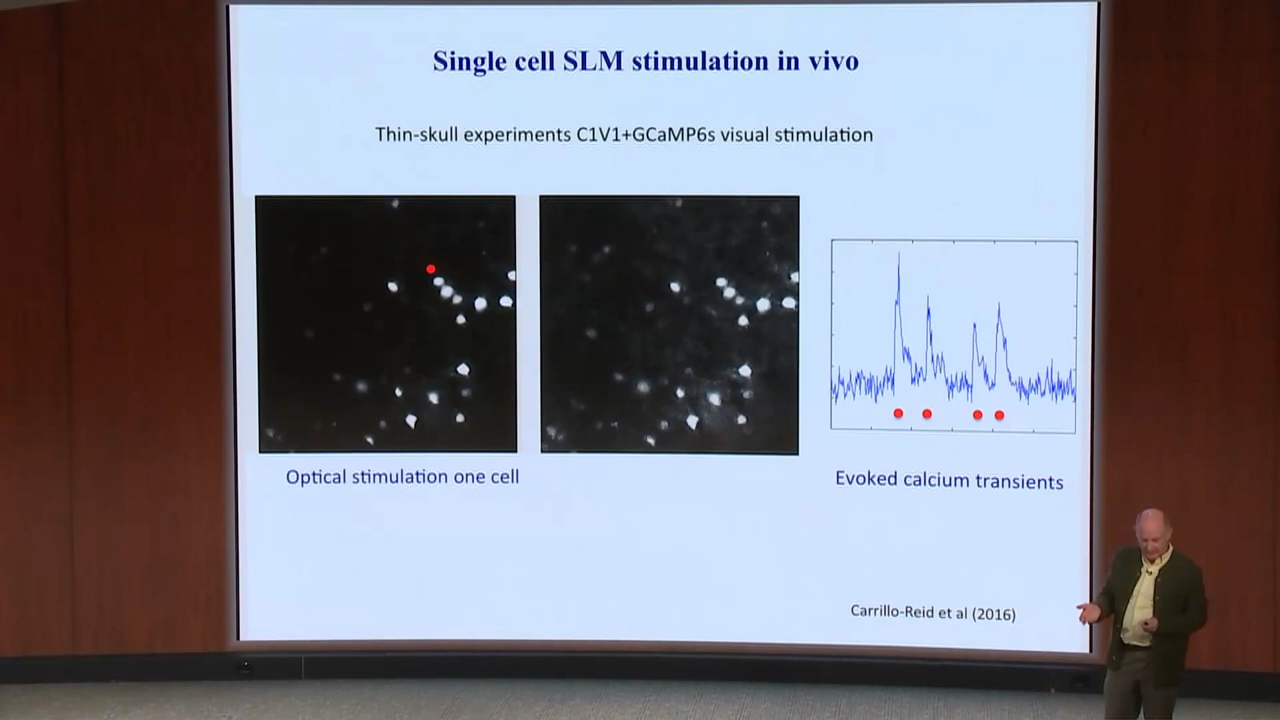 Single cell SLM stimulation in vivo
Thin-skull experiments C1V1+GCaMP6s visual stimulation
Optical stimulation one cell
Evoked calcium transients
Carrillo-Reid et al (2016)